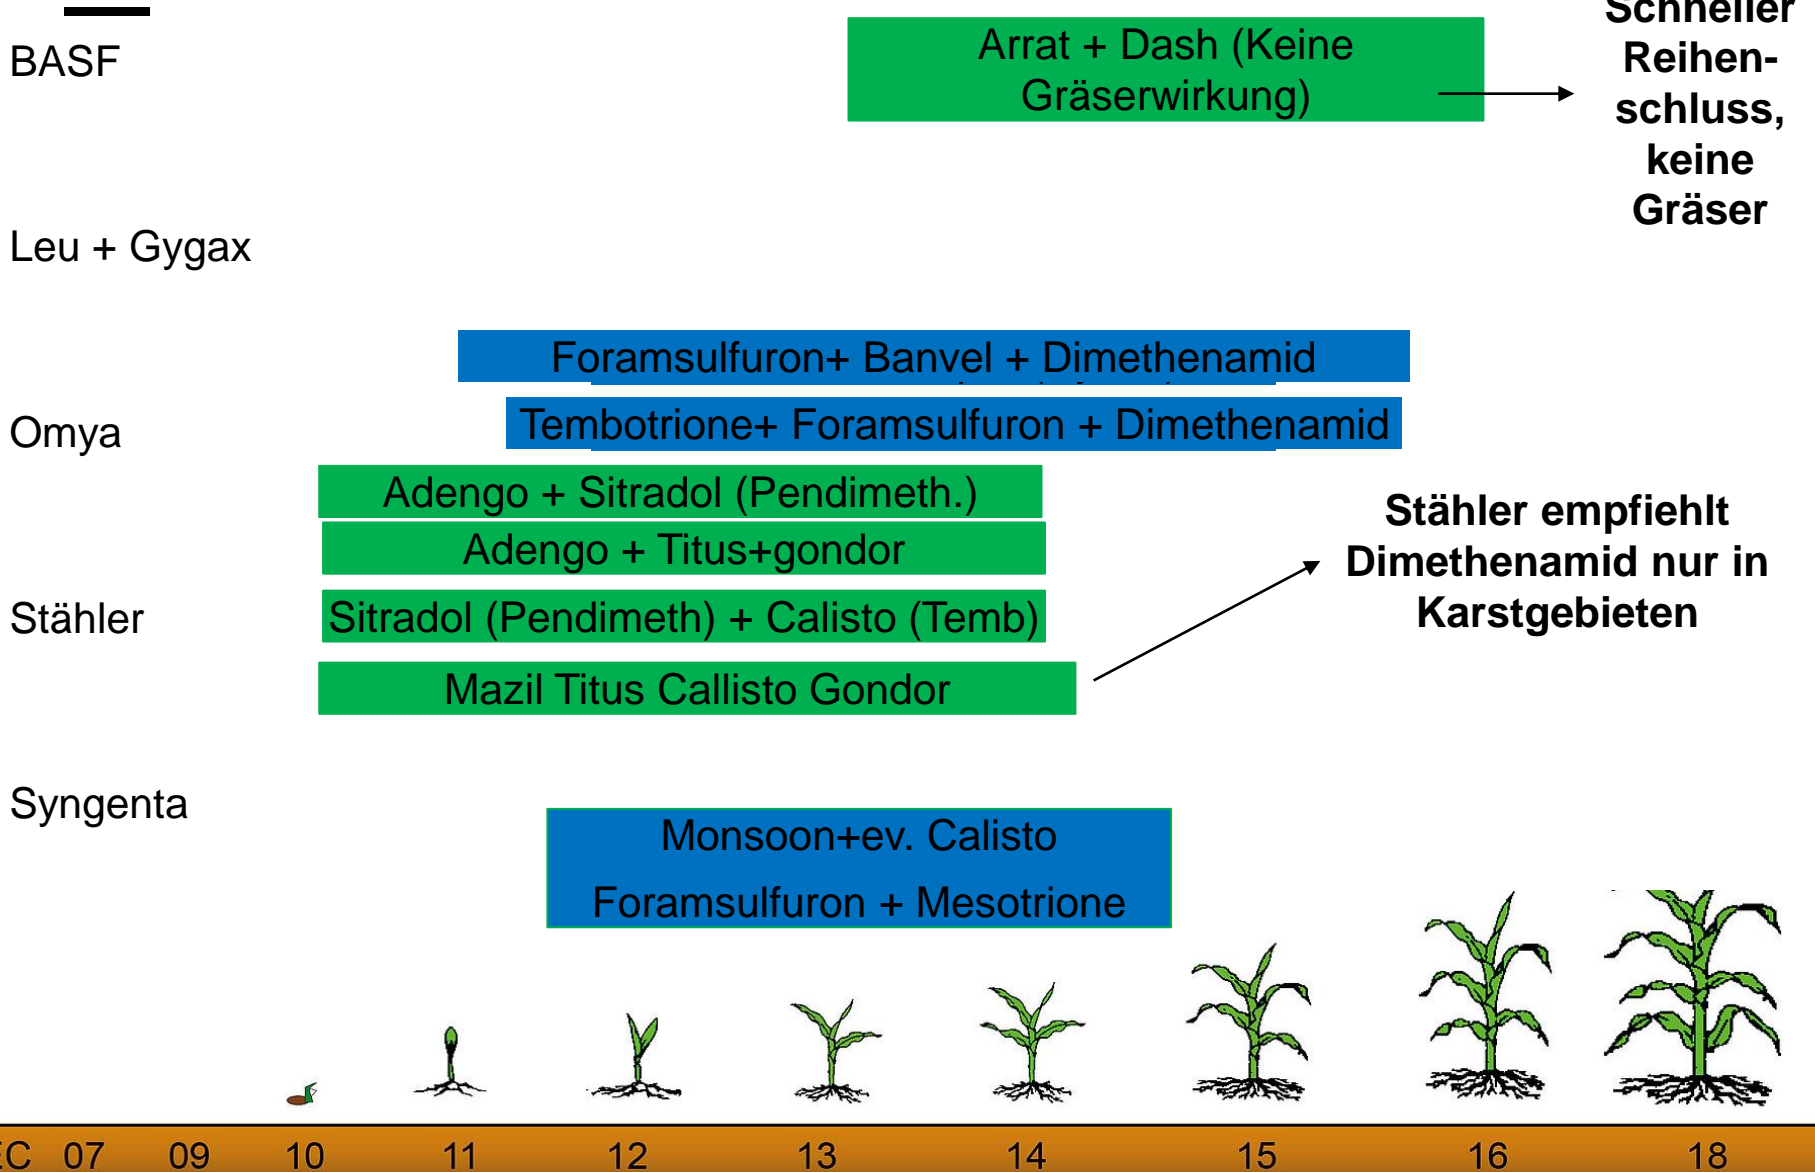 Schneller
Reihen-
schluss,
keine
Gräser
BASF
Arrat + Dash (Keine
Gräserwirkung)
Leu + Gygax
Foramsulfuron+ Banvel + Dimethenamid
Omya
Tembotrione+ Foramsulfuron + Dimethenamid
Adengo + Sitradol (Pendimeth.)
Adengo + Titus+gondor
Stähler empfiehlt
Dimethenamid nur in
Karstgebieten
Stähler
Sitradol (Pendimeth) + Calisto (Temb)
Mazil Titus Callisto Gondor
Syngenta
Monsoon+ev. Calisto
Foramsulfuron + Mesotrione
EC 07 09 10 11 12 13 14 15 16 18